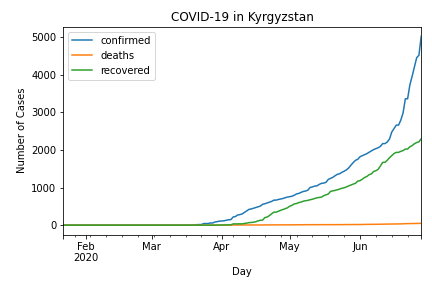 COVID-19 in Kyrgyzstan
confirmed
deaths
recovered
Number of Cases
5000
4000
3000
2000
1000
0
Feb
2020
Mar
Apr
May
Jun
Day